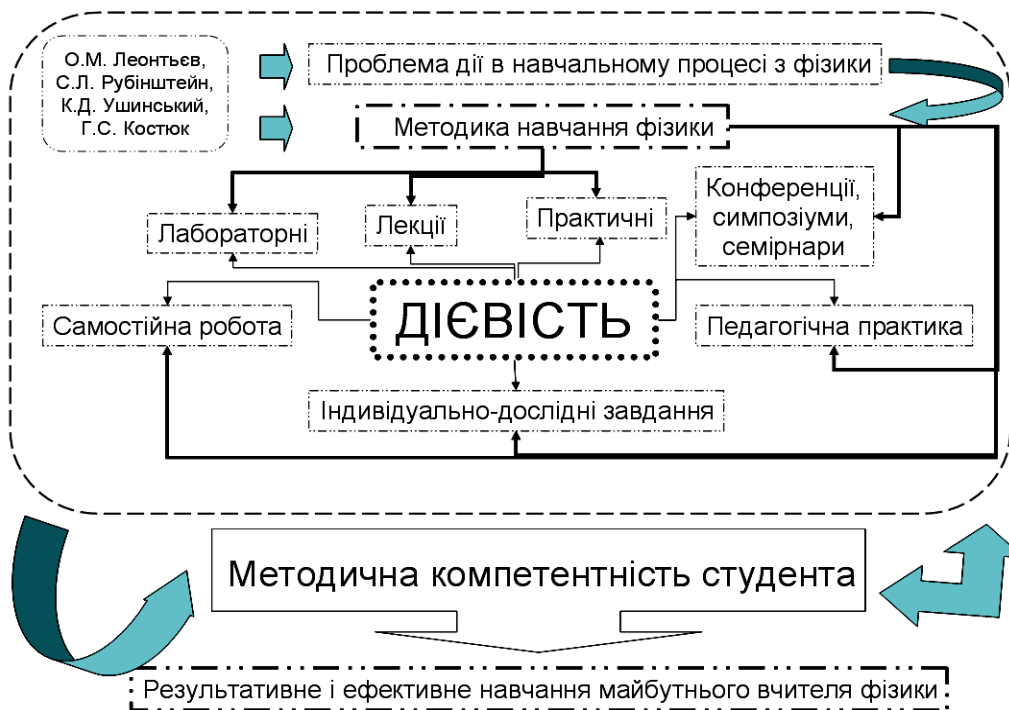 О.М. Леонтьєв,
С.Л. Рубінштейн,
К.Д. Ушинський,
Г.С. Костюк
Проблема дії в навчальному процесі з фізики
Методика навчання фізики
Лабораторні
Лекції
Практичні
Конференції,
симпозіуми,
семірнари
Самостійна робота
ДІЄВІСТЬ
Педагогічна практика
Індивідуально-дослідні завдання
Методична компетентність студента
Результативне і ефективне навчання майбутнього вчителя фізики